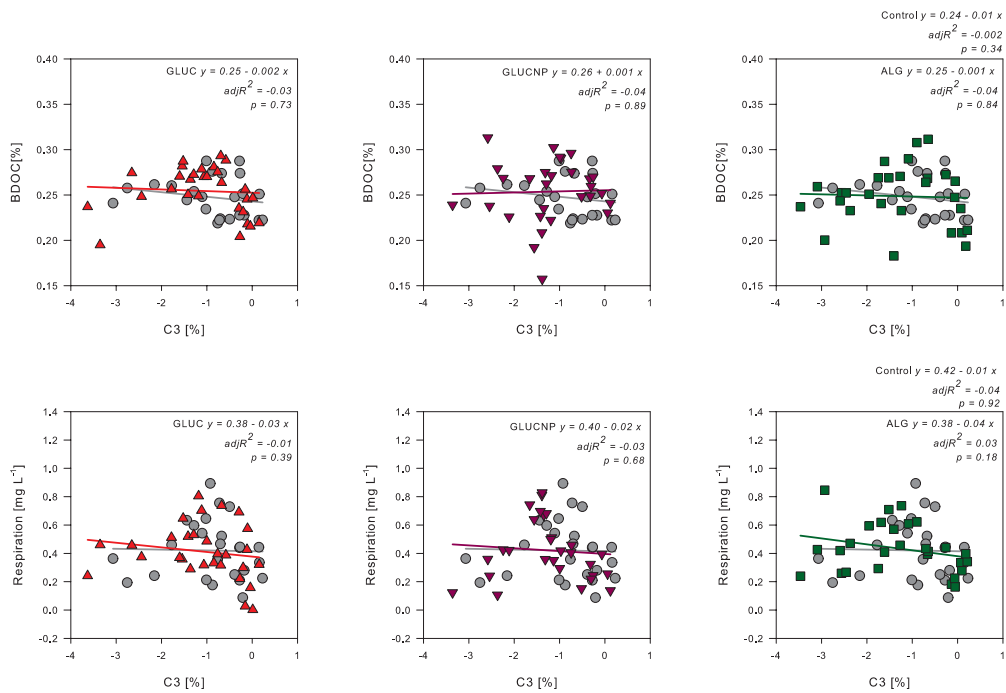 Control y = 0.24 - 0.01 x
adjR² = -0.002
p = 0.34
GLUC y = 0.25 - 0.002 x
adjR² = -0.03
p = 0.73
BDOC[%]
0.40
0.35
0.30
0.25
0.20
0.15
-4 -3 -2 -1 0 1
C3 [%]
GLUCNP y = 0.26 + 0.001 x
adjR² = -0.04
p = 0.89
BDOC[%]
0.40
0.35
0.30
0.25
0.20
0.15
-4 -3 -2 -1 0 1
C3 [%]
ALG y = 0.25 - 0.001 x
adjR² = -0.04
p = 0.84
BDOC[%]
0.40
0.35
0.30
0.25
0.20
0.15
-4 -3 -2 -1 0 1
C3 [%]
Control y = 0.42 - 0.01 x
adjR² = -0.04
p = 0.92
GLUC y = 0.38 - 0.03 x
adjR² = -0.01
p = 0.39
Respiration [mg L⁻¹]
1.4
1.2
1.0
0.8
0.6
0.4
0.2
0.0
-0.2
-4 -3 -2 -1 0 1
C3 [%]
GLUCNP y = 0.40 - 0.02 x
adjR² = -0.03
p = 0.68
Respiration [mg L⁻¹]
1.4
1.2
1.0
0.8
0.6
0.4
0.2
0.0
-0.2
-4 -3 -2 -1 0 1
C3 [%]
ALG y = 0.38 - 0.04 x
adjR² = 0.03
p = 0.18
Respiration [mg L⁻¹]
1.4
1.2
1.0
0.8
0.6
0.4
0.2
0.0
-0.2
-4 -3 -2 -1 0 1
C3 [%]